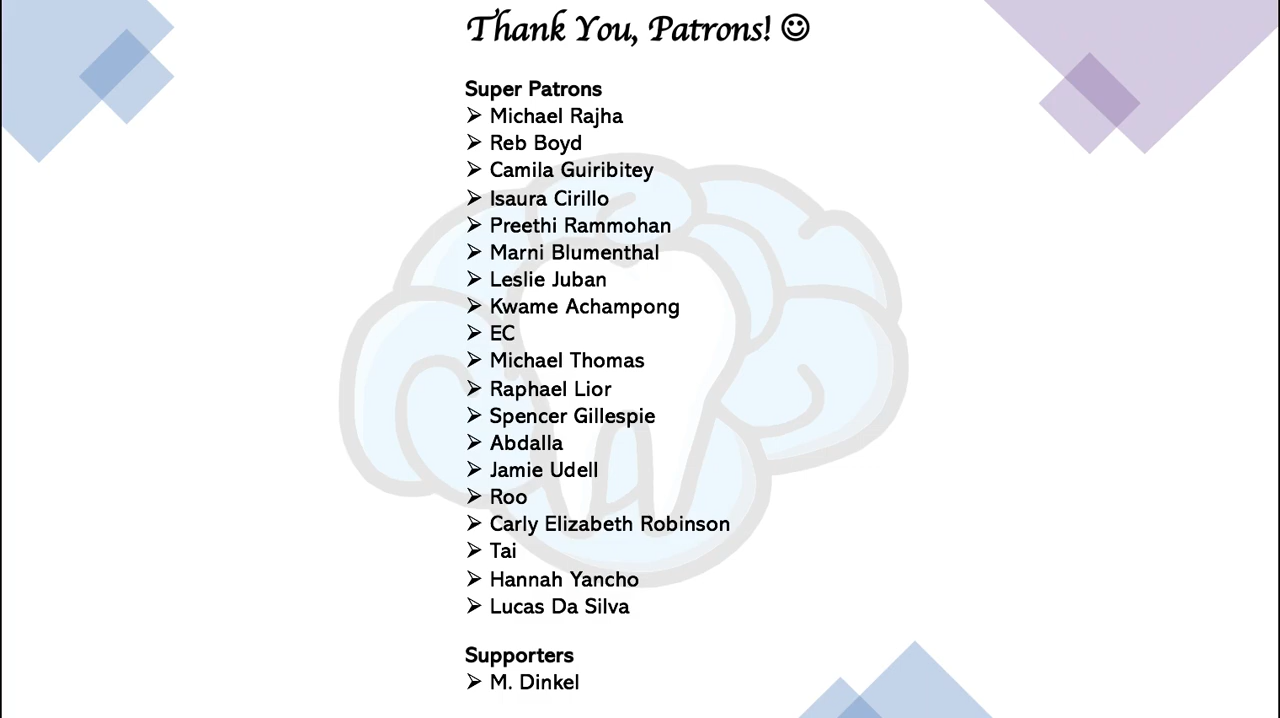 Thank You, Patrons! ☺
Super Patrons
➢ Michael Rajha
➢ Reb Boyd
➢ Camila Guiribitey
➢ Isaura Cirillo
➢ Preethi Rammohan
➢ Marni Blumenthal
➢ Leslie Juban
➢ Kwame Achampong
➢ EC
➢ Michael Thomas
➢ Raphael Lior
➢ Spencer Gillespie
➢ Abdalla
➢ Jamie Udell
➢ Roo
➢ Carly Elizabeth Robinson
➢ Tai
➢ Hannah Yancho
➢ Lucas Da Silva
Supporters
➢ M. Dinkel